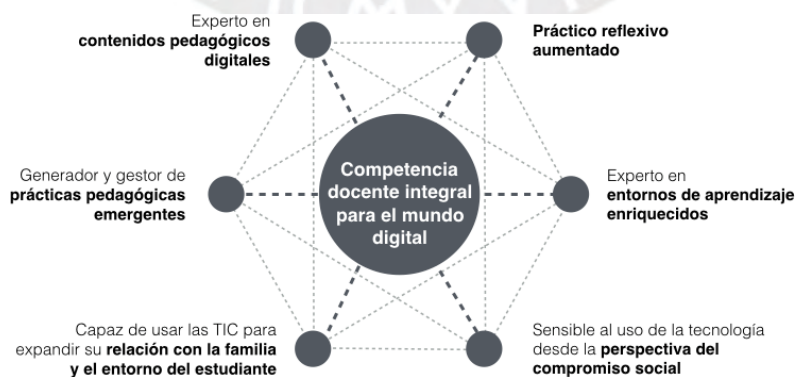 Experto en
contenidos pedagógicos
digitales
Práctico reflexivo
aumentado
Generador y gestor de
prácticas pedagógicas
emergentes
Competencia
docente integral
para el mundo
digital
Experto en
entornos de aprendizaje
enriquecidos
Capaz de usar las TIC para
expandir su relación con la familia
y el entorno del estudiante
Sensible al uso de la tecnología
desde la perspectiva del
compromiso social